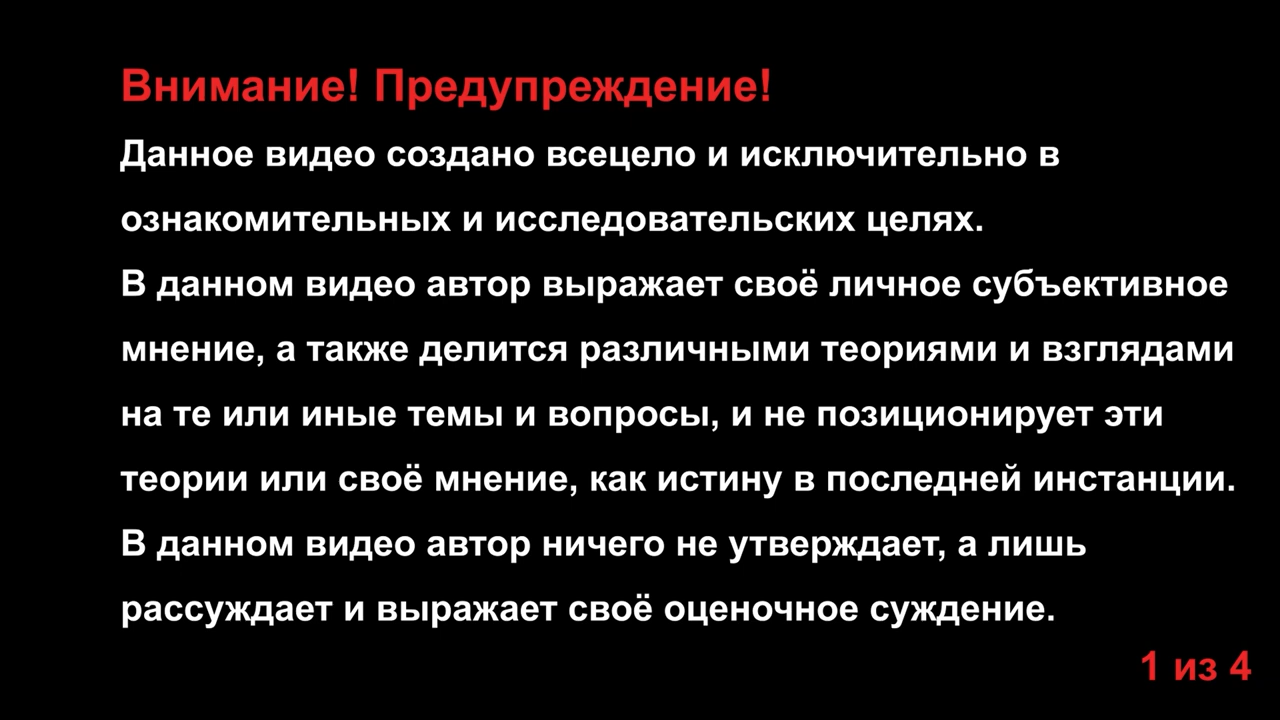 Внимание! Предупреждение!
Данное видео создано всецело и исключительно в
ознакомительных и исследовательских целях.
В данном видео автор выражает своё личное субъективное
мнение, а также делится различными теориями и взглядами
на те или иные темы и вопросы, и не позиционирует эти
теории или своё мнение, как истину в последней инстанции.
В данном видео автор ничего не утверждает, а лишь
рассуждает и выражает своё оценочное суждение.
1 из 4